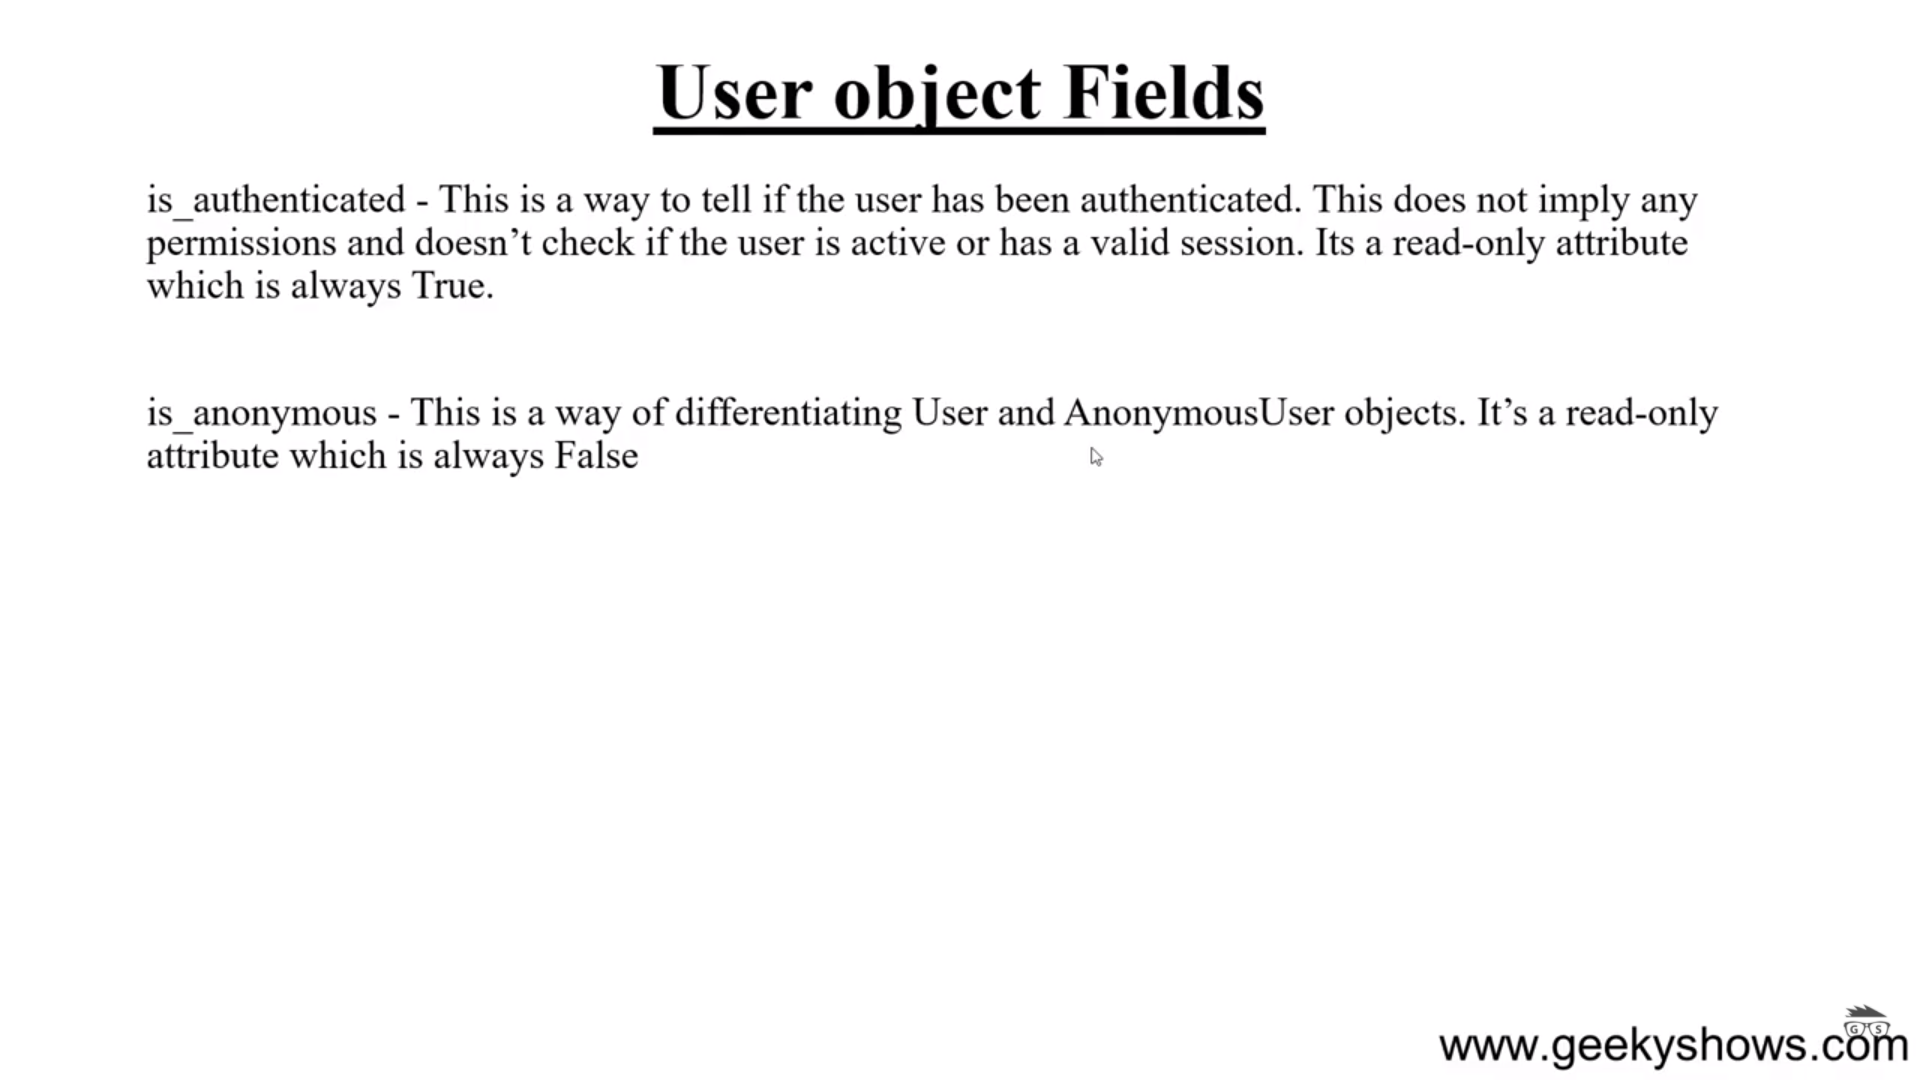 User object Fields
is_authenticated - This is a way to tell if the user has been authenticated. This does not imply any
permissions and doesn’t check if the user is active or has a valid session. Its a read-only attribute
which is always True.
is_anonymous - This is a way of differentiating User and AnonymousUser objects. It’s a read-only
attribute which is always False
G S
www.geekyshows.com